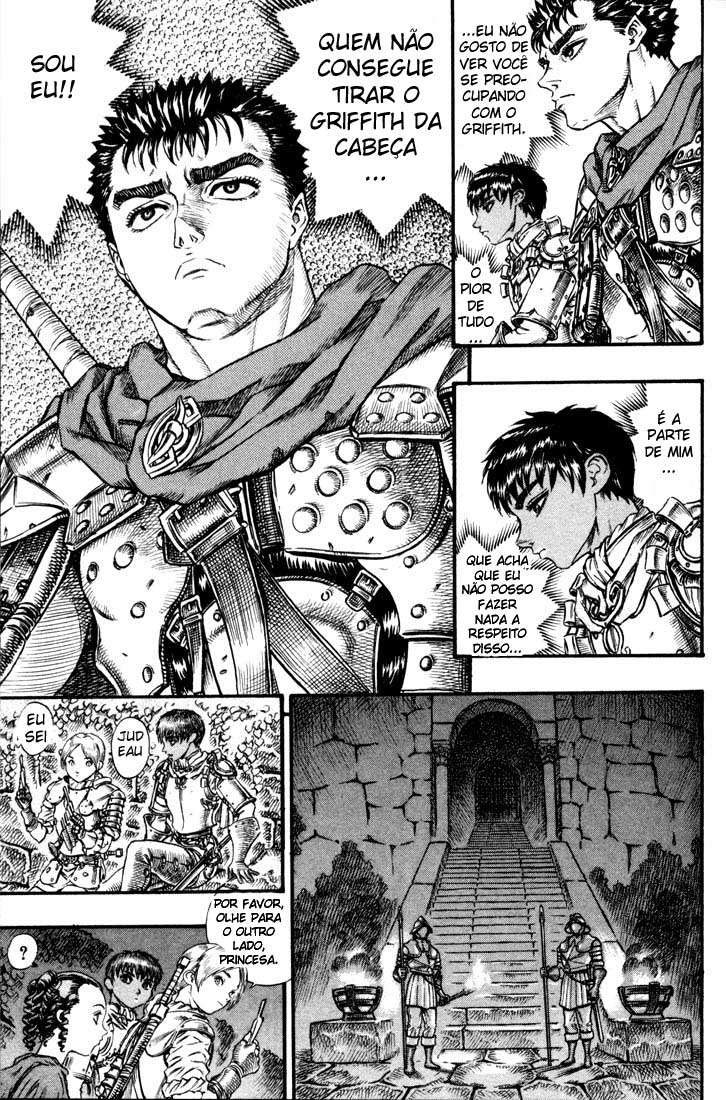 ...EU NÃO
GOSTO DE
VER VOCÊ
SE PREO-
CUPANDO
COM O
GRIFFITH.
O
PIOR
DE
TUDO
...
É A
PARTE
DE MIM
...
QUE ACHA
QUE EU
NÃO POSSO
FAZER
NADA A
RESPEITO
DISSO...
QUEM NÃO
CONSEGUE
TIRAR O
GRIFFITH DA
CABEÇA
...
SOU
EU!!
JUD
EAU
EU
SEI
POR FAVOR,
OLHE PARA
O OUTRO
LADO,
PRINCESA.
?